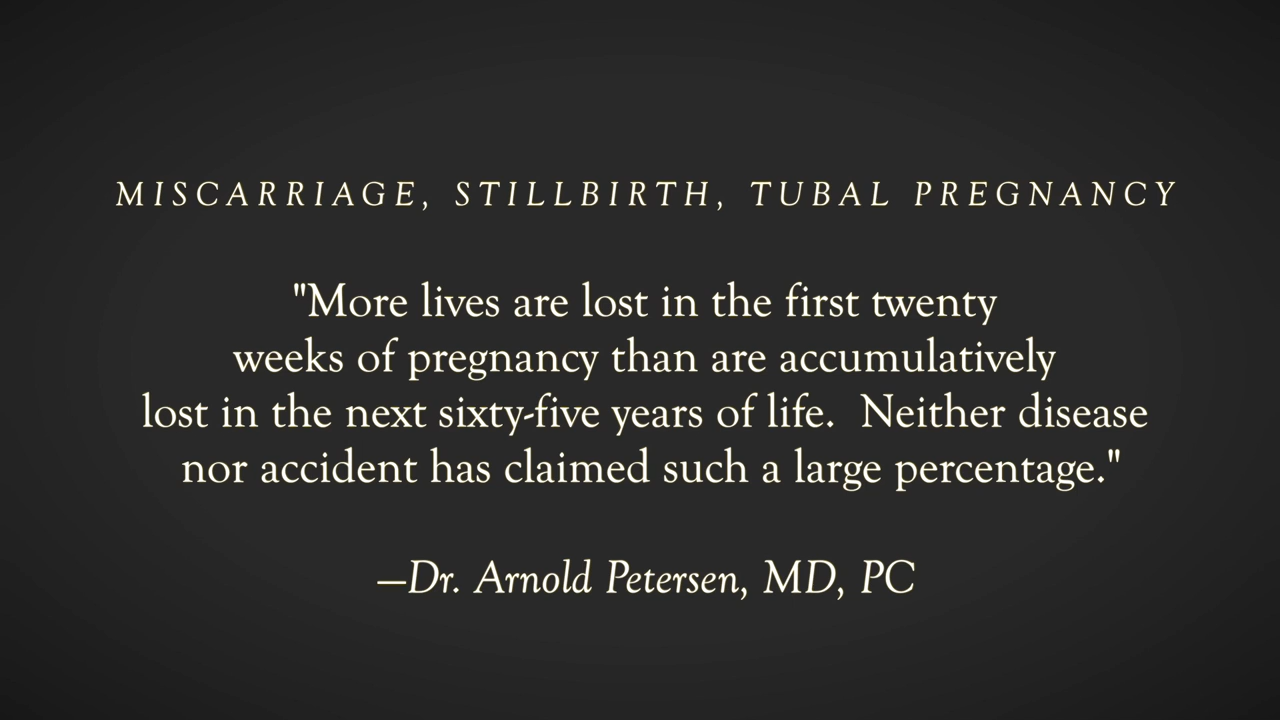 MISCARRIAGE, STILLBIRTH, TUBAL PREGNANCY
"More lives are lost in the first twenty
weeks of pregnancy than are accumulatively
lost in the next sixty-five years of life.  Neither disease
nor accident has claimed such a large percentage."
—Dr. Arnold Petersen, MD, PC